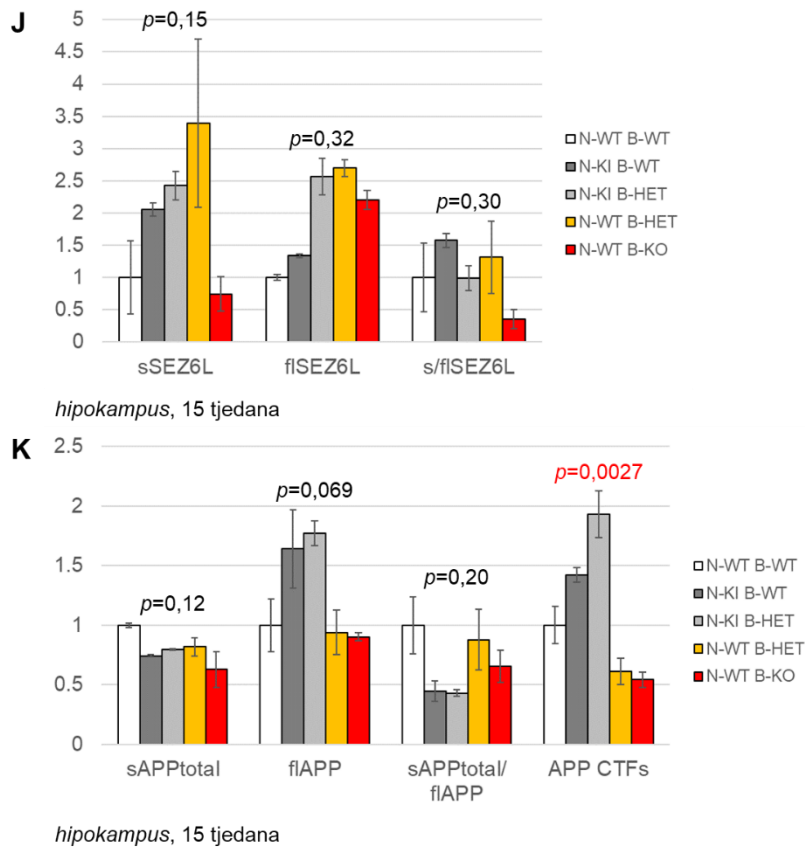 J
5
4.5
4
3.5
3
2.5
2
1.5
1
0.5
0
p=0,15
p=0,32
p=0,30
sSEZ6L
flSEZ6L
s/flSEZ6L
N-WT B-WT
N-KI B-WT
N-KI B-HET
N-WT B-HET
N-WT B-KO
hipokampus, 15 tjedana
K
2.5
2
1.5
1
0.5
0
p=0,12
p=0,069
p=0,20
p=0,0027
sAPPtotal
flAPP
sAPPtotal/
flAPP
APP CTFs
N-WT B-WT
N-KI B-WT
N-KI B-HET
N-WT B-HET
N-WT B-KO
hipokampus, 15 tjedana